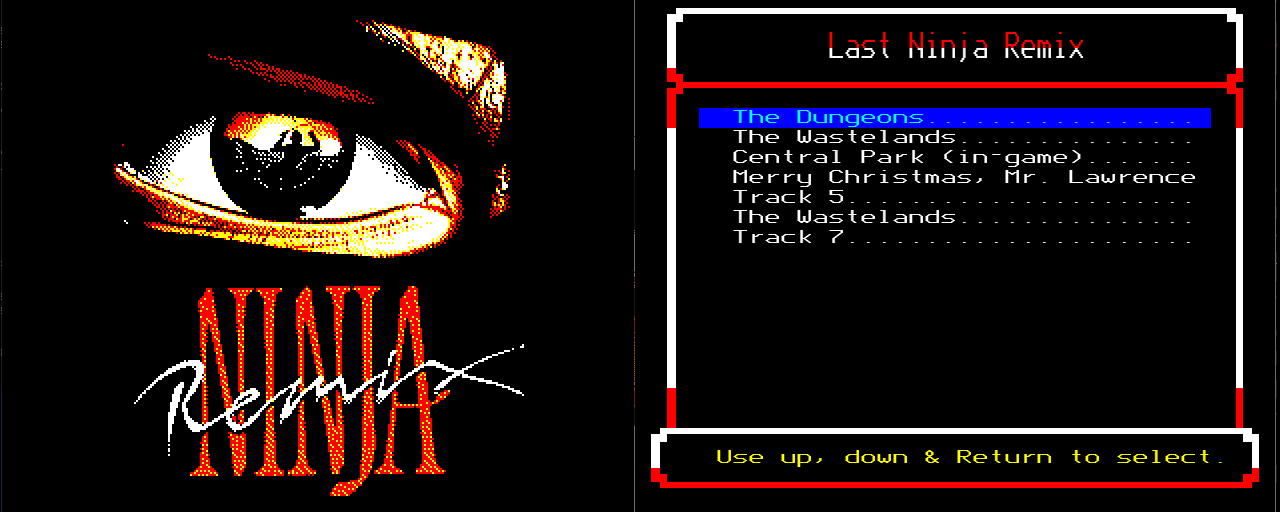 NINJA
Remix
Last Ninja Remix
The Dungeons.................
The Wastelands...............
Central Park (in-game).......
Merry Christmas, Mr. Lawrence
Track 5......................
The Wastelands...............
Track 7......................
Use up, down & Return to select.